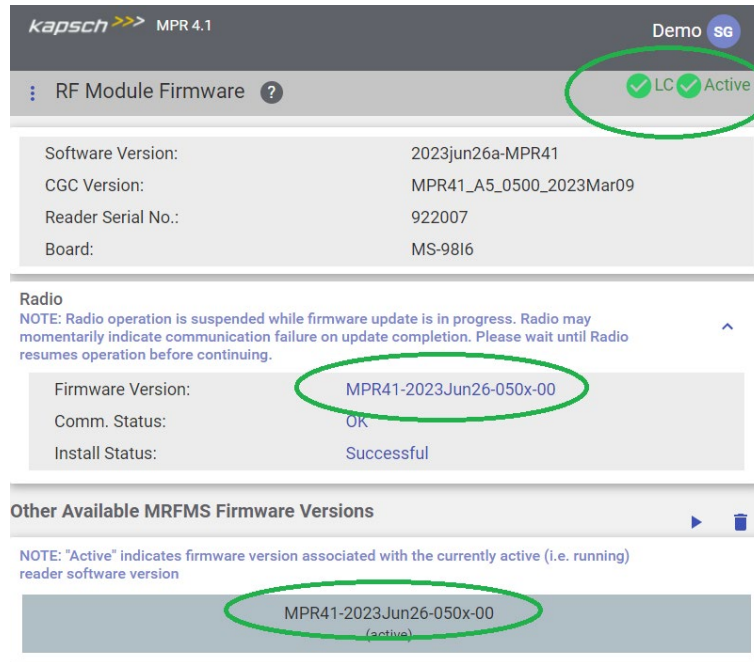 kapsch >>> MPR 4.1
Demo SG
RF Module Firmware ?
LC Active
Software Version: 2023jun26a-MPR41
CGC Version: MPR41_A5_0500_2023Mar09
Reader Serial No.: 922007
Board: MS-98I6
Radio
NOTE: Radio operation is suspended while firmware update is in progress. Radio may
momentarily indicate communication failure on update completion. Please wait until Radio
resumes operation before continuing.
Firmware Version: MPR41-2023Jun26-050x-00
Comm. Status: OK
Install Status: Successful
Other Available MRFMS Firmware Versions
NOTE: "Active" indicates firmware version associated with the currently active (i.e. running)
reader software version
MPR41-2023Jun26-050x-00
(active)